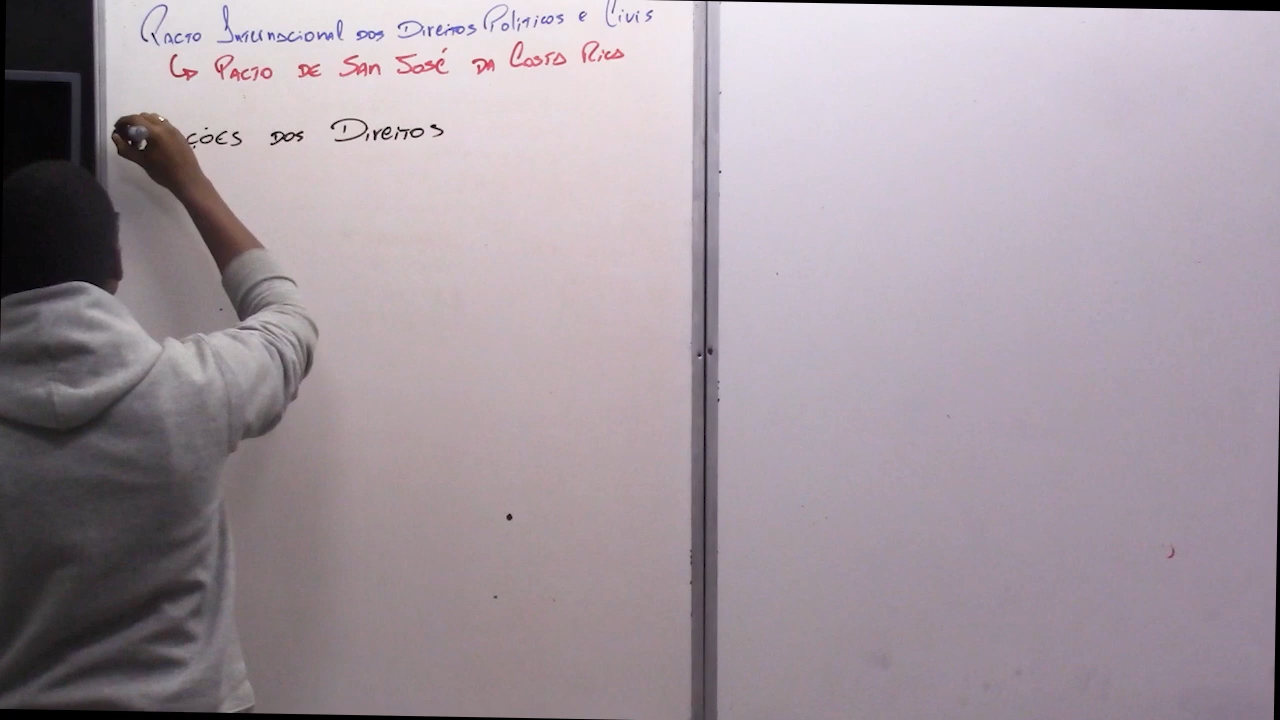 Pacto Internacional dos Direitos Políticos e Civis
↳ Pacto de San José da Costa Rica
ções dos Direitos